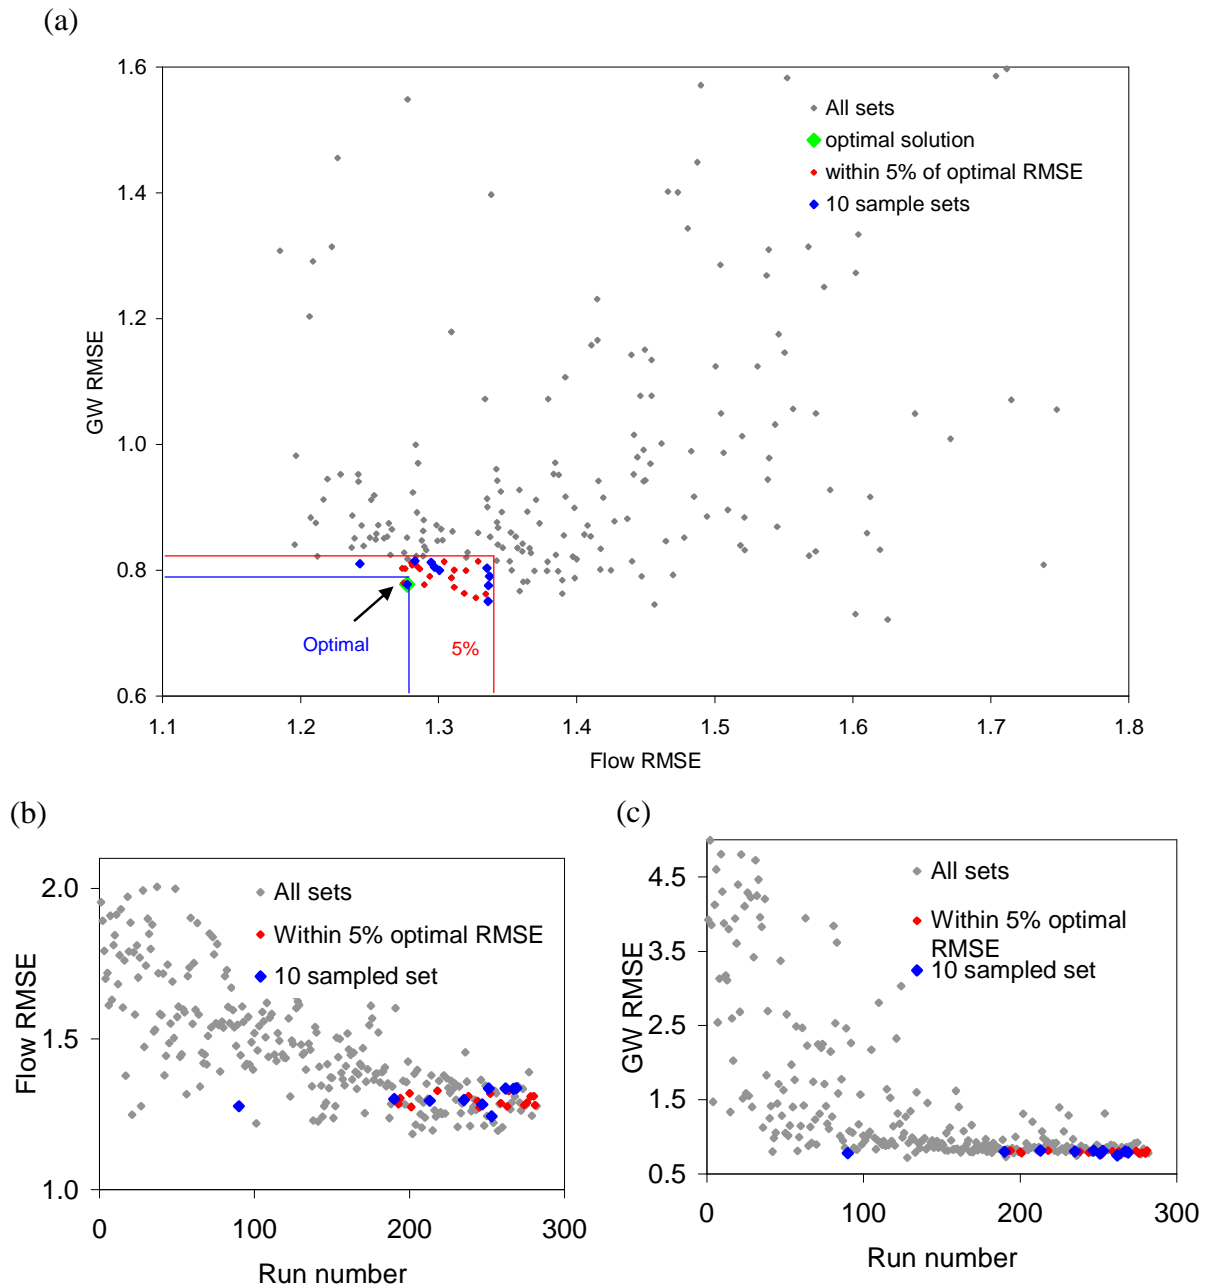 (a)
1.6
1.4
1.2
1.0
0.8
0.6
GW RMSE
All sets
optimal solution
within 5% of optimal RMSE
10 sample sets
Optimal
5%
1.1 1.2 1.3 1.4 1.5 1.6 1.7 1.8
Flow RMSE
(b)
2.0
1.5
1.0
Flow RMSE
All sets
Within 5% optimal RMSE
10 sampled set
0 100 200 300
Run number
(c)
4.5
3.5
2.5
1.5
0.5
GW RMSE
All sets
Within 5% optimal
RMSE
10 sampled set
0 100 200 300
Run number